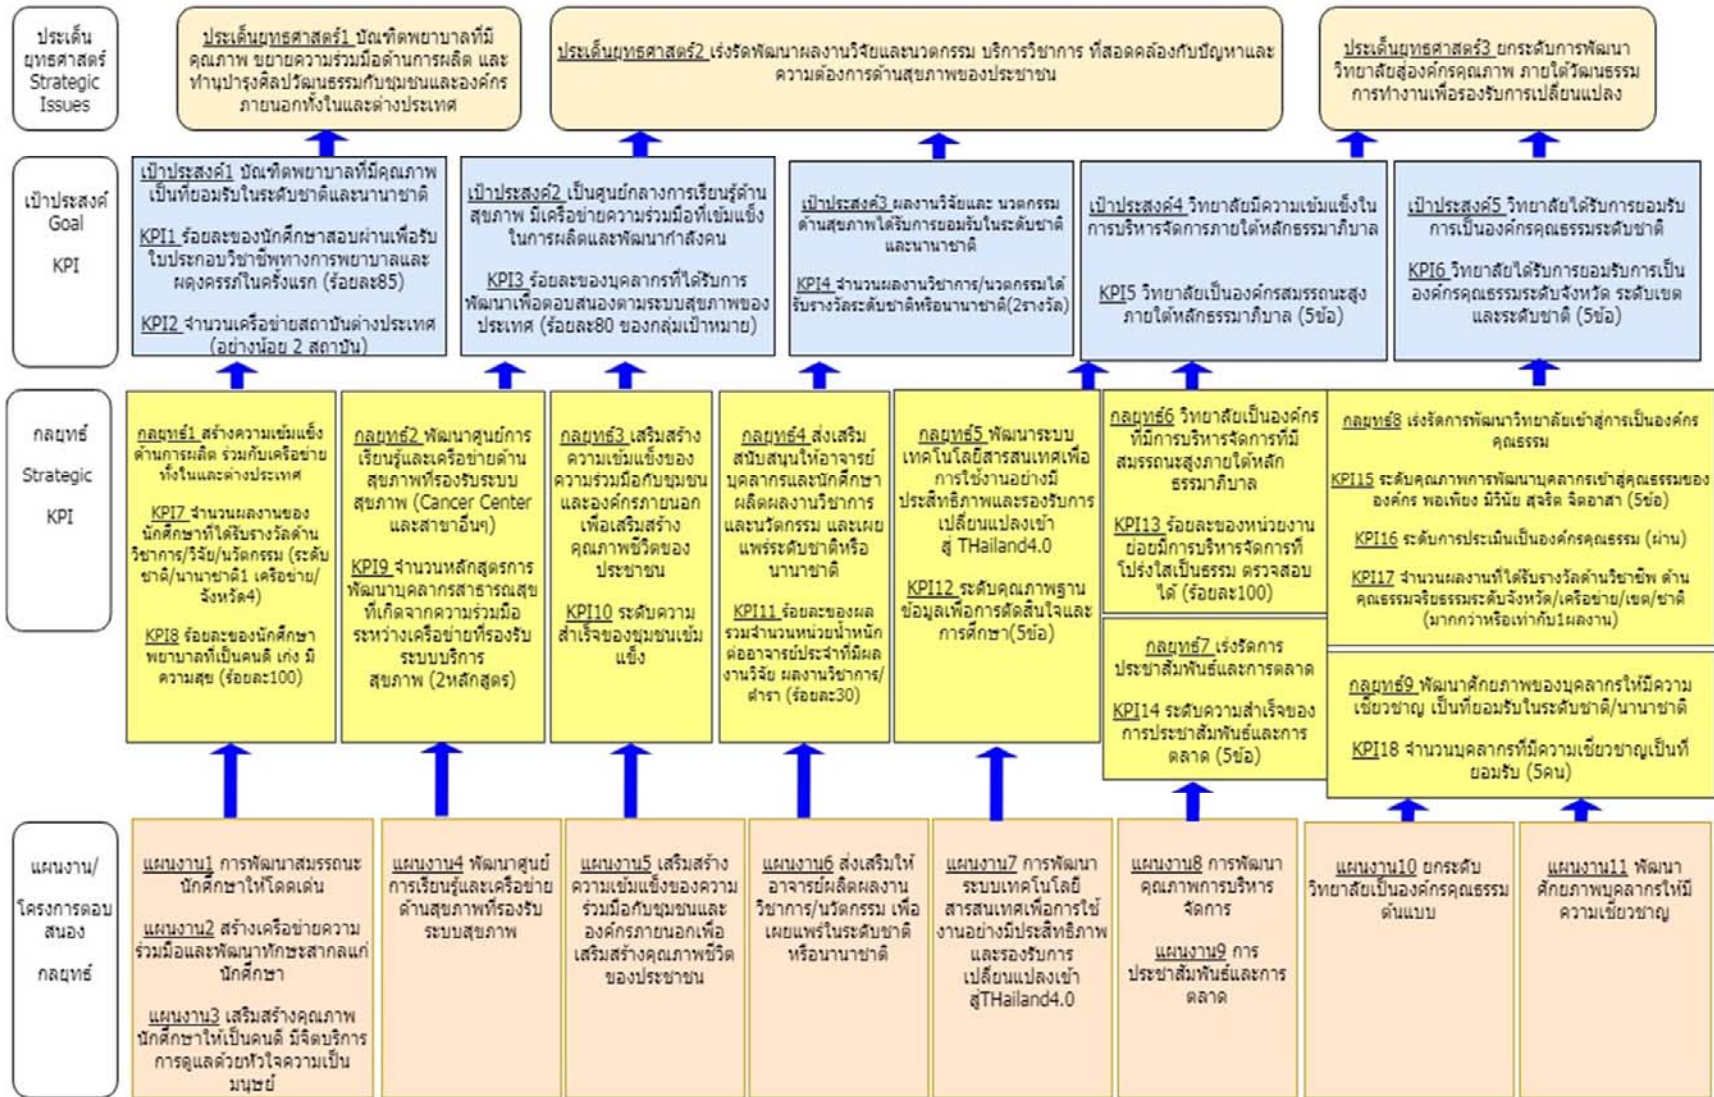 ประเด็น
ยุทธศาสตร์
Strategic
Issues
ประเด็นยุทธศาสตร์1 บัณฑิตพยาบาลที่มี
คุณภาพ ขยายความร่วมมือด้านการผลิต และ
ทำนุบำรุงศิลปวัฒนธรรมกับชุมชนและองค์กร
ภายนอกทั้งในและต่างประเทศ
ประเด็นยุทธศาสตร์2 เร่งรัดพัฒนาผลงานวิจัยและนวตกรรม บริการวิชาการ ที่สอดคล้องกับปัญหาและ
ความต้องการด้านสุขภาพของประชาชน
ประเด็นยุทธศาสตร์3 ยกระดับการพัฒนา
วิทยาลัยสู่องค์กรคุณภาพ ภายใต้วัฒนธรรม
การทำงานเพื่อรองรับการเปลี่ยนแปลง
เป้าประสงค์
Goal
KPI
เป้าประสงค์1 บัณฑิตพยาบาลที่มีคุณภาพ
เป็นที่ยอมรับในระดับชาติและนานาชาติ
KPI1 ร้อยละของนักศึกษาสอบผ่านเพื่อรับ
ใบประกอบวิชาชีพทางการพยาบาลและ
ผดุงครรภ์ในครั้งแรก (ร้อยละ85)
KPI2 จำนวนเครือข่ายสถาบันต่างประเทศ
(อย่างน้อย 2 สถาบัน)
เป้าประสงค์2 เป็นศูนย์กลางการเรียนรู้ด้าน
สุขภาพ มีเครือข่ายความร่วมมือที่เข้มแข็ง
ในการผลิตและพัฒนากำลังคน
KPI3 ร้อยละของบุคลากรที่ได้รับการ
พัฒนาเพื่อตอบสนองตามระบบสุขภาพของ
ประเทศ (ร้อยละ80 ของกลุ่มเป้าหมาย)
เป้าประสงค์3 ผลงานวิจัยและ นวตกรรม
ด้านสุขภาพได้รับการยอมรับในระดับชาติ
และนานาชาติ
KPI4 จำนวนผลงานวิชาการ/นวตกรรมได้
รับรางวัลระดับชาติหรือนานาชาติ(2รางวัล)
เป้าประสงค์4 วิทยาลัยมีความเข้มแข็งใน
การบริหารจัดการภายใต้หลักธรรมาภิบาล
KPI5 วิทยาลัยเป็นองค์กรสมรรถนะสูง
ภายใต้หลักธรรมาภิบาล (5ข้อ)
เป้าประสงค์5 วิทยาลัยได้รับการยอมรับ
การเป็นองค์กรคุณธรรมระดับชาติ
KPI6 วิทยาลัยได้รับการยอมรับการเป็น
องค์กรคุณธรรมระดับจังหวัด ระดับเขต
และระดับชาติ (5ข้อ)
กลยุทธ์
Strategic
KPI
กลยุทธ์1 สร้างความเข้มแข็ง
ด้านการผลิต ร่วมกับเครือข่าย
ทั้งในและต่างประเทศ
KPI7 จำนวนผลงานของ
นักศึกษาที่ได้รับรางวัลด้าน
วิชาการ/วิจัย/นวัตกรรม (ระดับ
ชาติ/นานาชาติ1 เครือข่าย/
จังหวัด4)
KPI8 ร้อยละของนักศึกษา
พยาบาลที่เป็นคนดี เก่ง มี
ความสุข (ร้อยละ100)
กลยุทธ์2 พัฒนาศูนย์การ
เรียนรู้และเครือข่ายด้าน
สุขภาพที่รองรับระบบ
สุขภาพ (Cancer Center
และสาขาอื่นๆ)
KPI9 จำนวนหลักสูตรการ
พัฒนาบุคลากรสาธารณสุข
ที่เกิดจากความร่วมมือ
ระหว่างเครือข่ายที่รองรับ
ระบบบริการ
สุขภาพ (2หลักสูตร)
กลยุทธ์3 เสริมสร้าง
ความเข้มแข็งของ
ความร่วมมือกับชุมชน
และองค์กรภายนอก
เพื่อเสริมสร้าง
คุณภาพชีวิตของ
ประชาชน
KPI10 ระดับความ
สำเร็จของชุมชนเข้ม
แข็ง
กลยุทธ์4 ส่งเสริม
สนับสนุนให้อาจารย์
บุคลากรและนักศึกษา
ผลิตผลงานวิชาการ
และนวัตกรรม และเผย
แพร่ระดับชาติหรือ
นานาชาติ
KPI11 ร้อยละของผล
รวมจำนวนหน่วยน้ำหนัก
ต่ออาจารย์ประจำที่มีผล
งานวิจัย ผลงานวิชาการ/
ตำรา (ร้อยละ30)
กลยุทธ์5 พัฒนาระบบ
เทคโนโลยีสารสนเทศเพื่อ
การใช้งานอย่างมี
ประสิทธิภาพและรองรับการ
เปลี่ยนแปลงเข้า
สู่ THailand4.0
KPI12 ระดับคุณภาพฐาน
ข้อมูลเพื่อการตัดสินใจและ
การศึกษา(5ข้อ)
กลยุทธ์6 วิทยาลัยเป็นองค์กร
ที่มีการบริหารจัดการที่มี
สมรรถนะสูงภายใต้หลัก
ธรรมาภิบาล
KPI13 ร้อยละของหน่วยงาน
ย่อยมีการบริหารจัดการที่
โปร่งใสเป็นธรรม ตรวจสอบ
ได้ (ร้อยละ100)
กลยุทธ์7 เร่งรัดการ
ประชาสัมพันธ์และการตลาด
KPI14 ระดับความสำเร็จของ
การประชาสัมพันธ์และการ
ตลาด (5ข้อ)
กลยุทธ์8 เร่งรัดการพัฒนาวิทยาลัยเข้าสู่การเป็นองค์กร
คุณธรรม
KPI15 ระดับคุณภาพการพัฒนาบุคลากรเข้าสู่คุณธรรมของ
องค์กร พอเพียง มีวินัย สุจริต จิตอาสา (5ข้อ)
KPI16 ระดับการประเมินเป็นองค์กรคุณธรรม (ผ่าน)
KPI17 จำนวนผลงานที่ได้รับรางวัลด้านวิชาชีพ ด้าน
คุณธรรมจริยธรรมระดับจังหวัด/เครือข่าย/เขต/ชาติ
(มากกว่าหรือเท่ากับ1ผลงาน)
กลยุทธ์9 พัฒนาศักยภาพของบุคลากรให้มีความ
เชี่ยวชาญ เป็นที่ยอมรับในระดับชาติ/นานาชาติ
KPI18 จำนวนบุคลากรที่มีความเชี่ยวชาญเป็นที่
ยอมรับ (5คน)
แผนงาน/
โครงการตอบ
สนอง
กลยุทธ์
แผนงาน1 การพัฒนาสมรรถนะ
นักศึกษาให้โดดเด่น
แผนงาน2 สร้างเครือข่ายความ
ร่วมมือและพัฒนาทักษะสากลแก่
นักศึกษา
แผนงาน3 เสริมสร้างคุณภาพ
นักศึกษาให้เป็นคนดี มีจิตบริการ
การดูแลด้วยหัวใจความเป็น
มนุษย์
แผนงาน4 พัฒนาศูนย์
การเรียนรู้และเครือข่าย
ด้านสุขภาพที่รองรับ
ระบบสุขภาพ
แผนงาน5 เสริมสร้าง
ความเข้มแข็งของความ
ร่วมมือกับชุมชนและ
องค์กรภายนอกเพื่อ
เสริมสร้างคุณภาพชีวิต
ของประชาชน
แผนงาน6 ส่งเสริมให้
อาจารย์ผลิตผลงาน
วิชาการ/นวัตกรรม เพื่อ
เผยแพร่ในระดับชาติ
หรือนานาชาติ
แผนงาน7 การพัฒนา
ระบบเทคโนโลยี
สารสนเทศเพื่อการใช้
งานอย่างมีประสิทธิภาพ
และรองรับการ
เปลี่ยนแปลงเข้า
สู่THailand4.0
แผนงาน8 การพัฒนา
คุณภาพการบริหาร
จัดการ
แผนงาน9 การ
ประชาสัมพันธ์และการ
ตลาด
แผนงาน10 ยกระดับ
วิทยาลัยเป็นองค์กรคุณธรรม
ต้นแบบ
แผนงาน11 พัฒนา
ศักยภาพบุคลากรให้มี
ความเชี่ยวชาญ